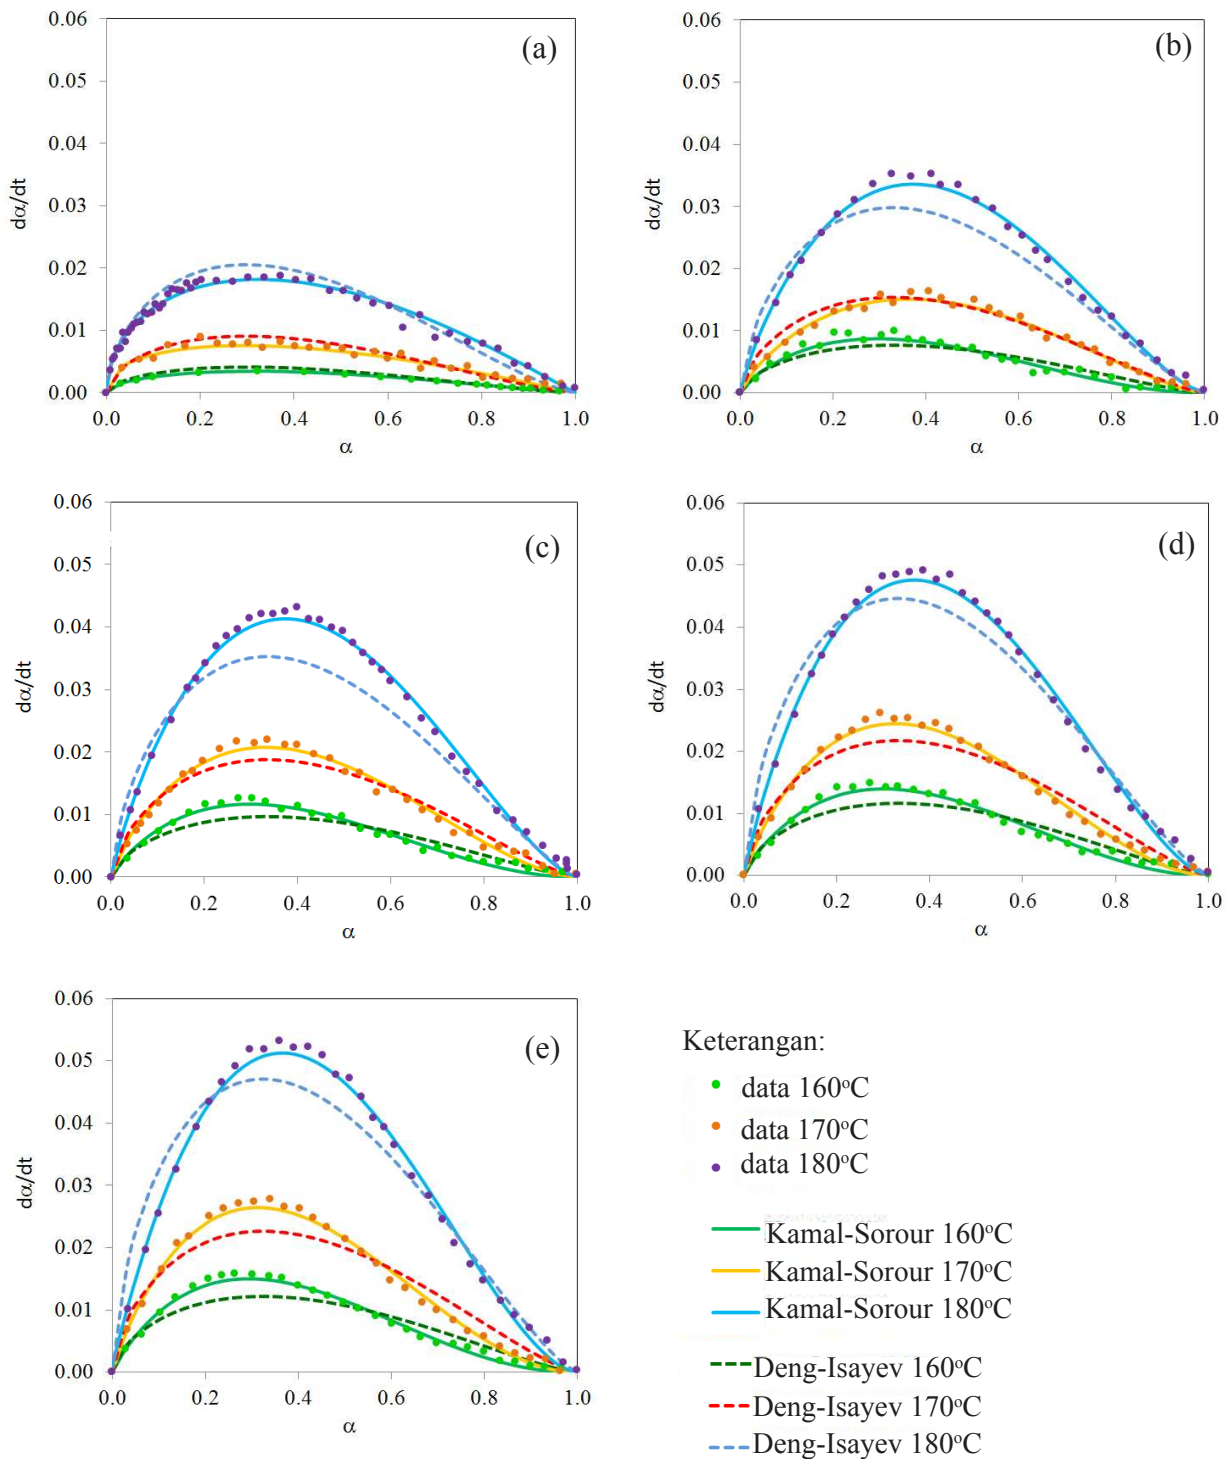 (a)
0.06
0.05
0.04
0.03
0.02
0.01
0.00
dα/dt
0.0 0.2 0.4 0.6 0.8 1.0
α
(b)
0.06
0.05
0.04
0.03
0.02
0.01
0.00
dα/dt
0.0 0.2 0.4 0.6 0.8 1.0
α
(c)
0.06
0.05
0.04
0.03
0.02
0.01
0.00
dα/dt
0.0 0.2 0.4 0.6 0.8 1.0
α
(d)
0.06
0.05
0.04
0.03
0.02
0.01
0.00
dα/dt
0.0 0.2 0.4 0.6 0.8 1.0
α
(e)
0.06
0.05
0.04
0.03
0.02
0.01
0.00
dα/dt
0.0 0.2 0.4 0.6 0.8 1.0
α
Keterangan:
data 160°C
data 170°C
data 180°C
Kamal-Sorour 160°C
Kamal-Sorour 170°C
Kamal-Sorour 180°C
Deng-Isayev 160°C
Deng-Isayev 170°C
Deng-Isayev 180°C